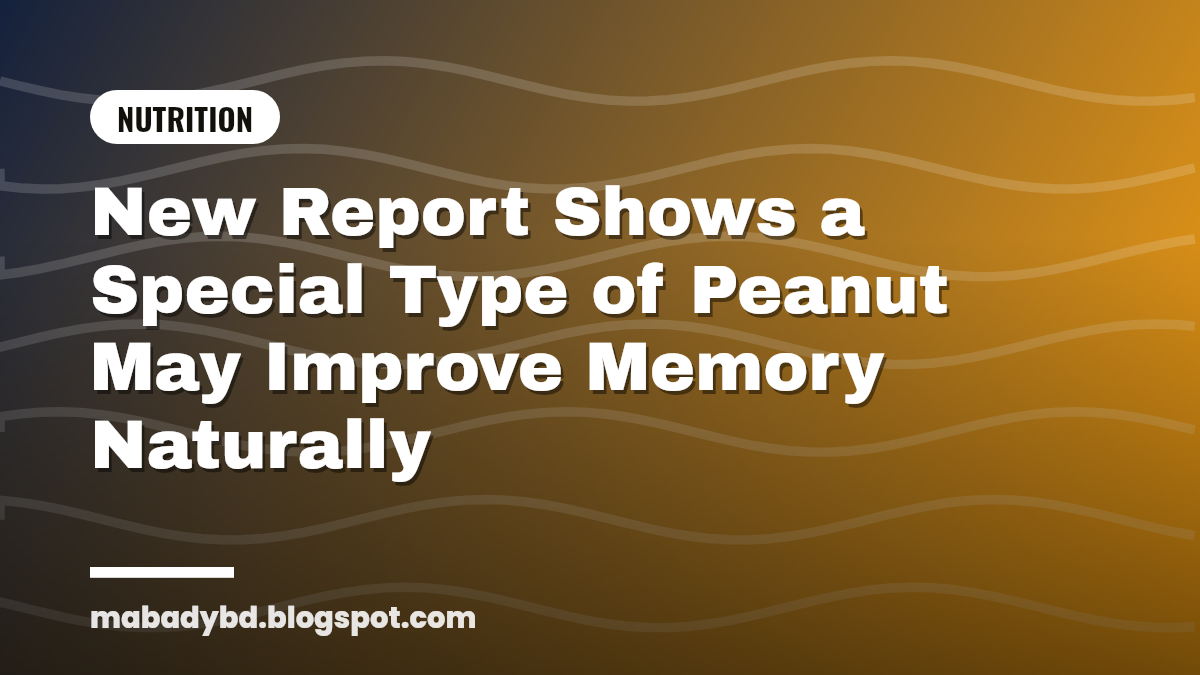 NUTRITION
New Report Shows a
Special Type of Peanut
May Improve Memory
Naturally
mabadybd.blogspot.com